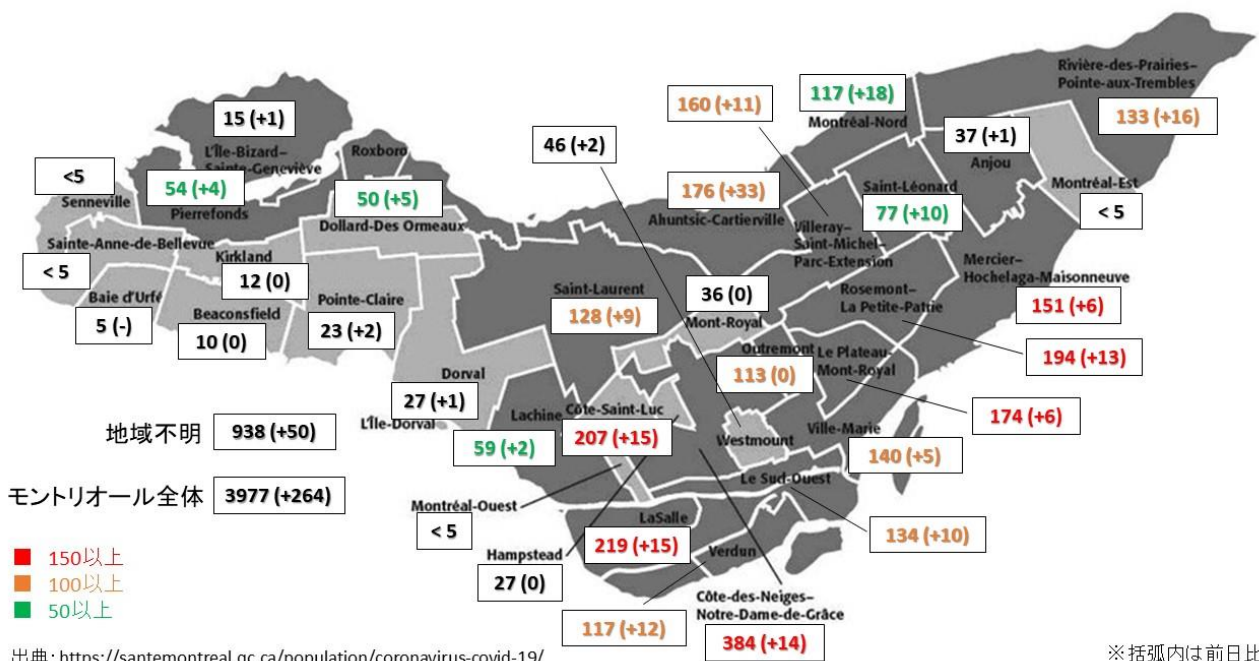 Rivière-des-Prairies–
Pointe-aux-Trembles
133 (+16)
160 (+11)
117 (+18)
Montréal-Nord
37 (+1)
Anjou
15 (+1)
L'Île-Bizard–
Sainte-Geneviève
Roxboro
46 (+2)
<5
Senneville
54 (+4)
Pierrefonds
50 (+5)
Dollard-Des Ormeaux
176 (+33)
Ahuntsic-Cartierville
Saint-Léonard
77 (+10)
Montréal-Est
< 5
Villeray–
Saint-Michel–
Parc-Extension
Sainte-Anne-de-Bellevue
< 5
Kirkland
12 (0)
Baie d'Urfé
5 (-)
Beaconsfield
10 (0)
Pointe-Claire
23 (+2)
Saint-Laurent
128 (+9)
36 (0)
Mont-Royal
Rosemont–
La Petite-Patrie
Mercier–
Hochelaga-Maisonneuve
151 (+6)
194 (+13)
Outremont
113 (0)
Le Plateau-
Mont-Royal
174 (+6)
Dorval
27 (+1)
L'Île-Dorval
Lachine
59 (+2)
Côte-Saint-Luc
207 (+15)
Westmount
Ville-Marie
140 (+5)
Le Sud-Ouest
134 (+10)
地域不明 938 (+50)
モントリオール全体 3977 (+264)
Montréal-Ouest
< 5
Hampstead
27 (0)
LaSalle
219 (+15)
Verdun
117 (+12)
Côte-des-Neiges–
Notre-Dame-de-Grâce
384 (+14)
150以上
100以上
50以上
出典: https://santemontreal.qc.ca/population/coronavirus-covid-19/
※括弧内は前日比